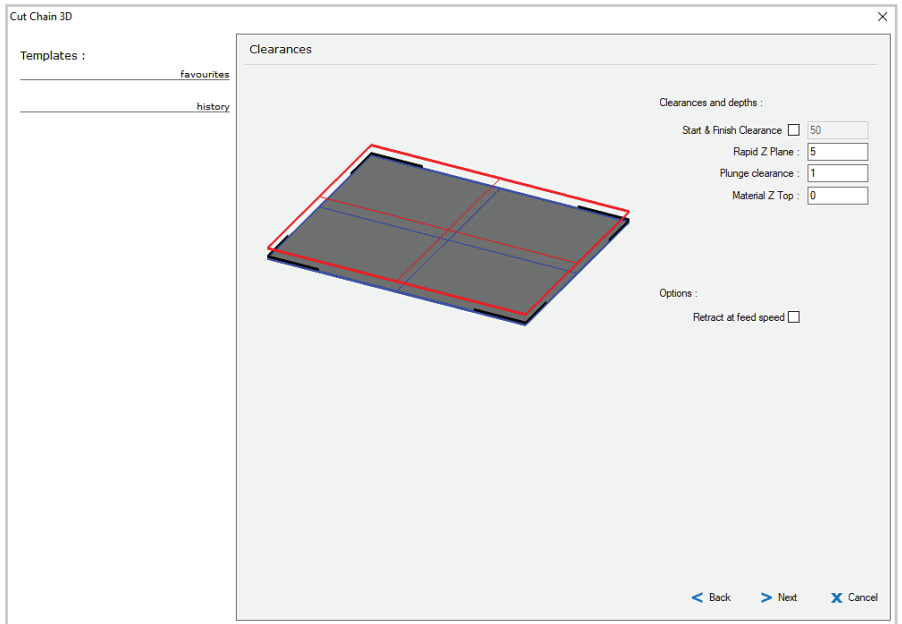 Cut Chain 3D
Templates :
favourites
history
Clearances
Clearances and depths :
Start & Finish Clearance 50
Rapid Z Plane : 5
Plunge clearance : 1
Material Z Top : 0
Options :
Retract at feed speed
< Back > Next X Cancel